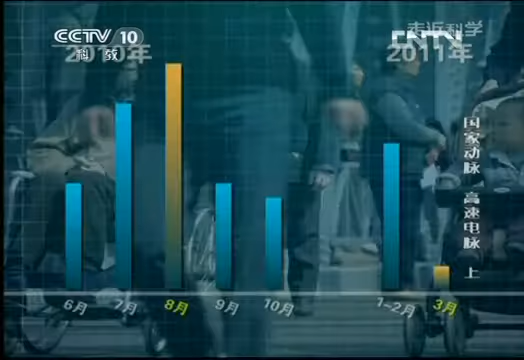 CCTV 10
科教
走近科学
CNTV
2010年
2011年
国家动脉 高速电脉 上
6月
7月
8月
9月
10月
1~2月
3月